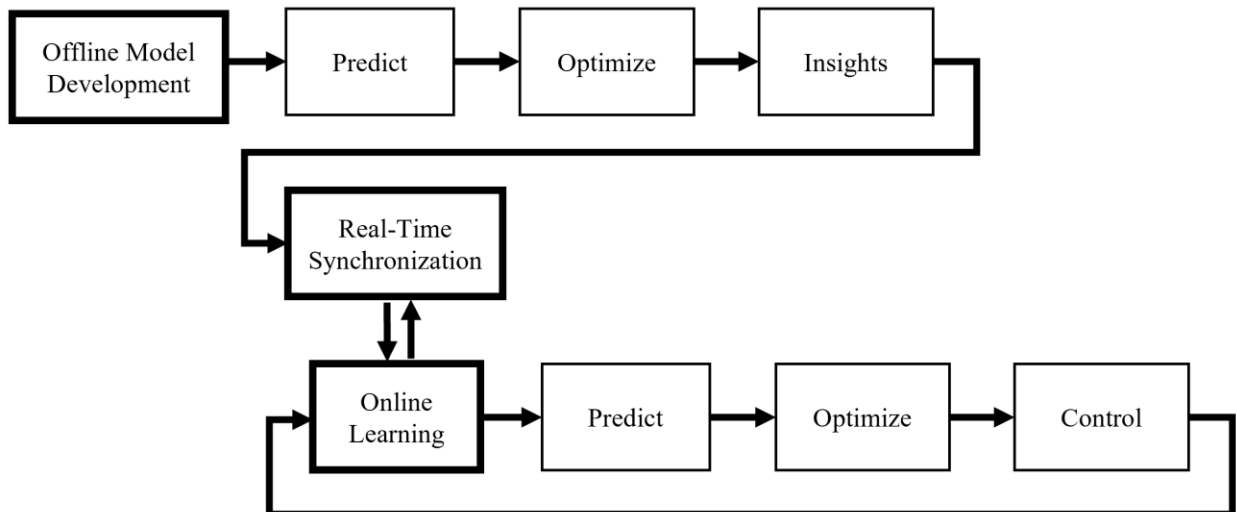 Offline Model
Development
Predict
Optimize
Insights
Real-Time
Synchronization
Online
Learning
Predict
Optimize
Control